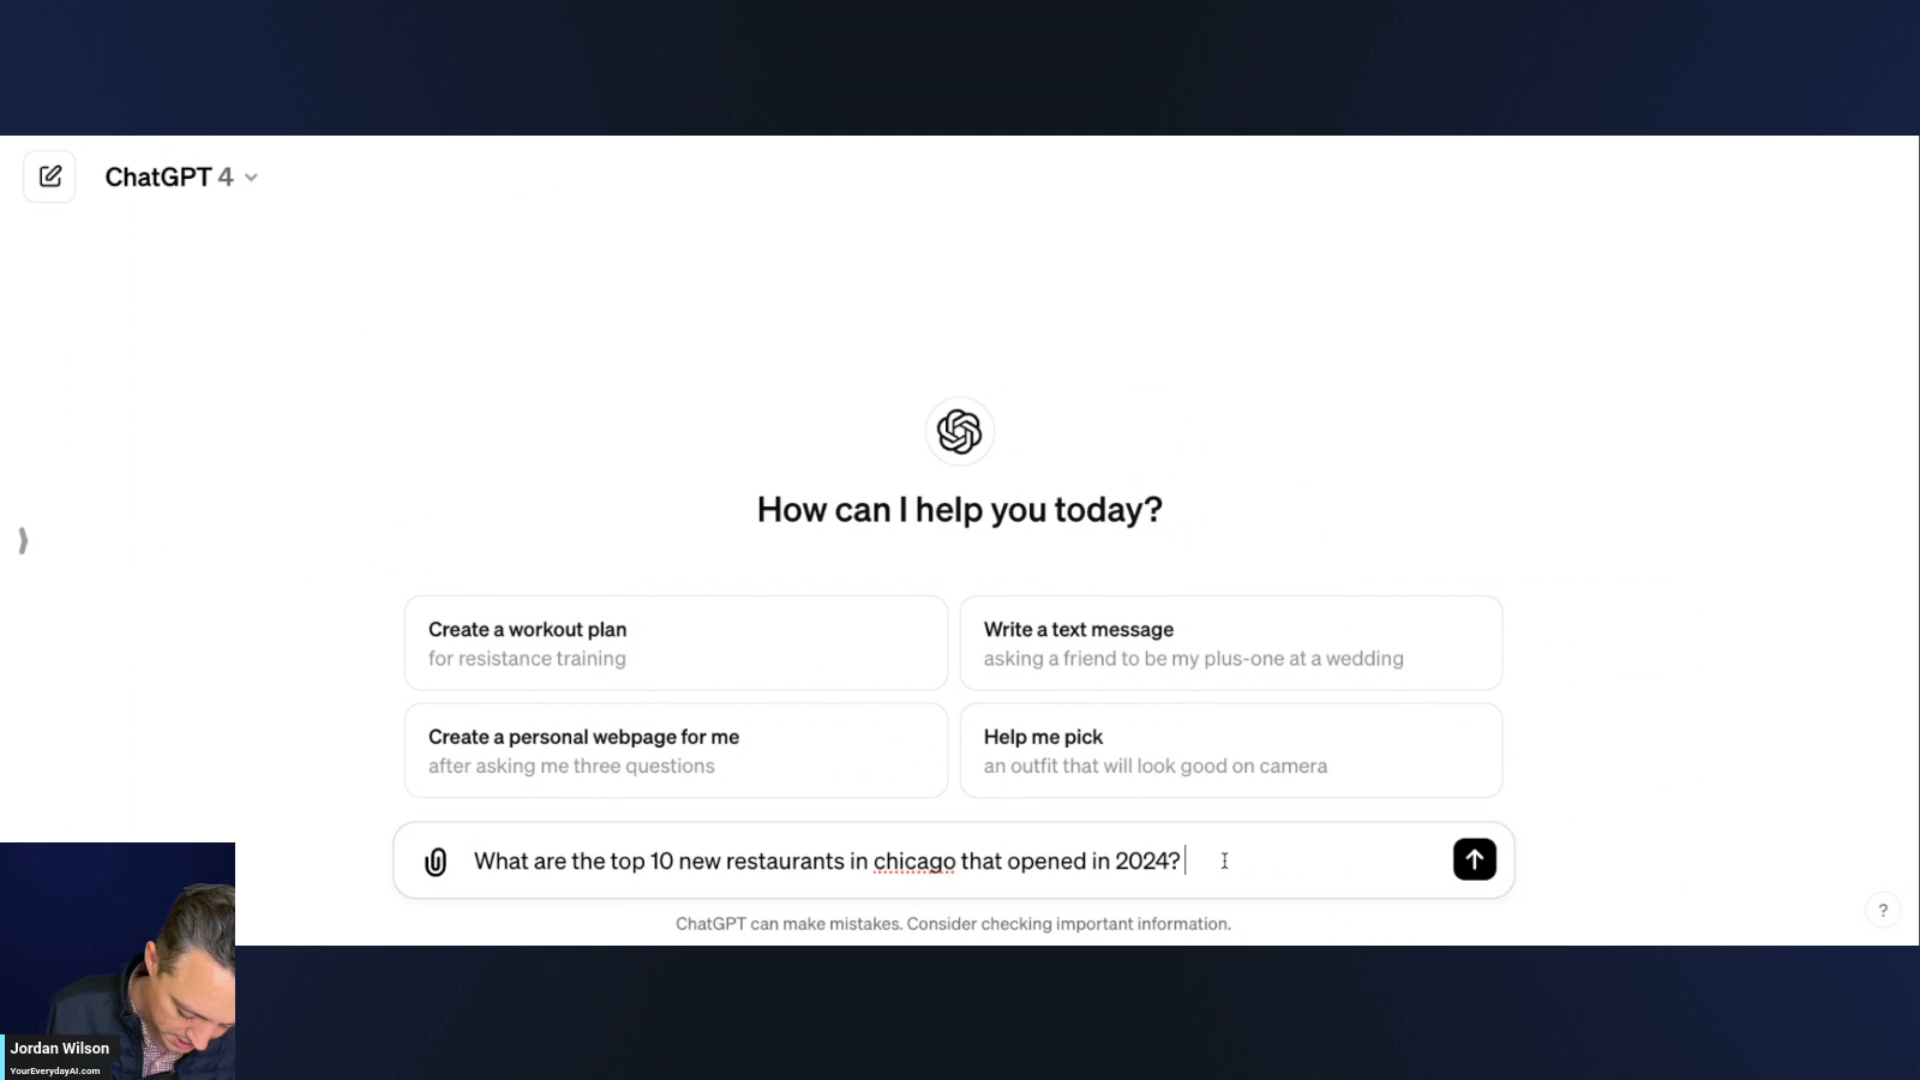 ChatGPT 4
How can I help you today?
Create a workout plan
for resistance training
Write a text message
asking a friend to be my plus-one at a wedding
Create a personal webpage for me
after asking me three questions
Help me pick
an outfit that will look good on camera
What are the top 10 new restaurants in chicago that opened in 2024?
ChatGPT can make mistakes. Consider checking important information.
?
Jordan Wilson
YourEverydayAI.com